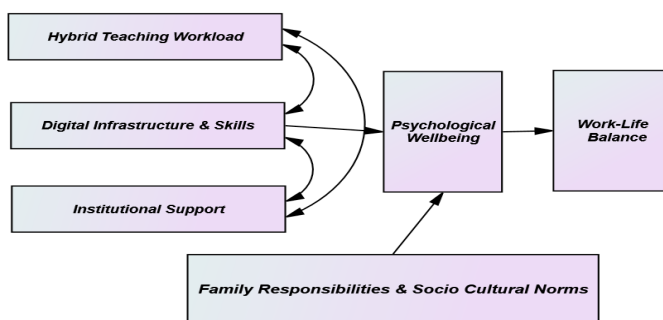 Hybrid Teaching Workload
Digital Infrastructure & Skills
Psychological
Wellbeing
Work-Life
Balance
Institutional Support
Family Responsibilities & Socio Cultural Norms